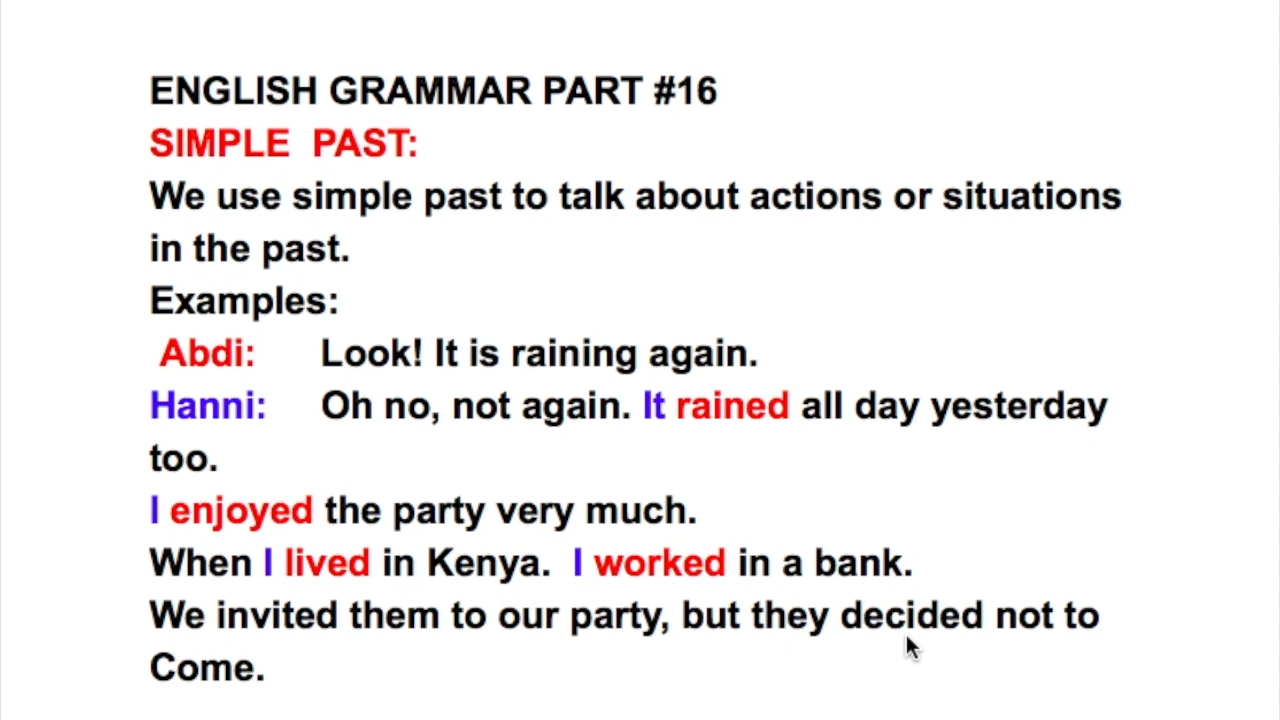 ENGLISH GRAMMAR PART #16
SIMPLE  PAST:
We use simple past to talk about actions or situations
in the past.
Examples:
Abdi:      Look! It is raining again.
Hanni:     Oh no, not again. It rained all day yesterday
too.
I enjoyed the party very much.
When I lived in Kenya.  I worked in a bank.
We invited them to our party, but they decided not to
Come.